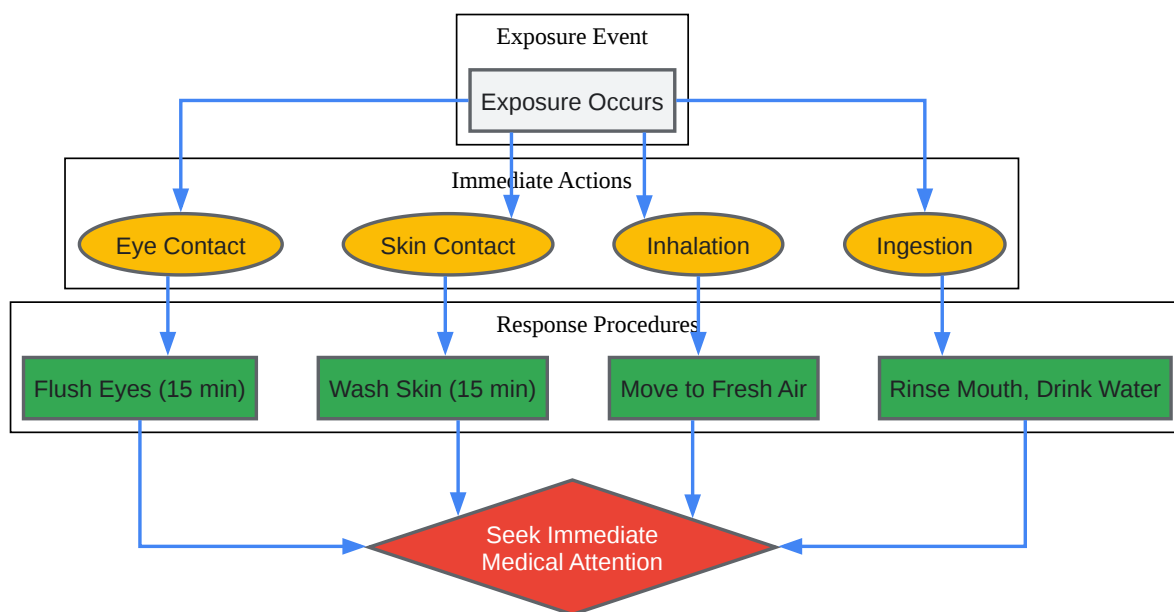 Exposure Event
Exposure Occurs
Immediate Actions
Eye Contact
Skin Contact
Inhalation
Ingestion
Response Procedures
Flush Eyes (15 min)
Wash Skin (15 min)
Move to Fresh Air
Rinse Mouth, Drink Water
Seek Immediate
Medical Attention